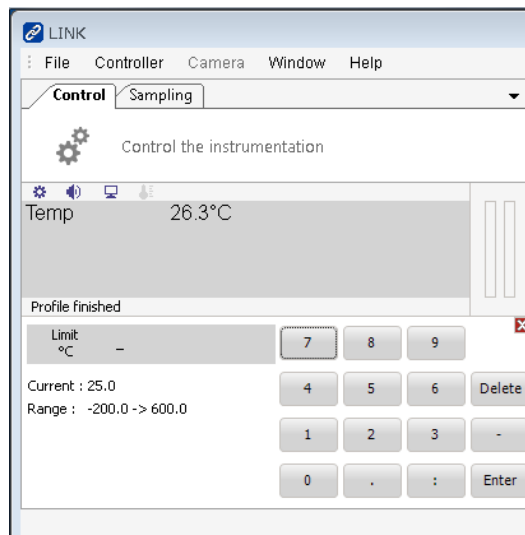 LINK
File Controller Camera Window Help
Control Sampling
Control the instrumentation
Temp 26.3°C
Profile finished
Limit
°C _
Current : 25.0
Range : -200.0 -> 600.0
7 8 9
4 5 6 Delete
1 2 3 -
0 . : Enter